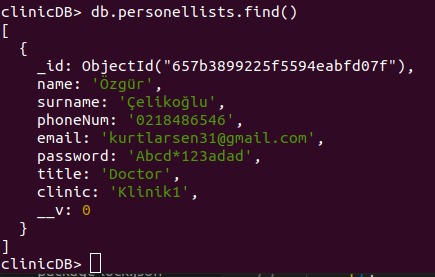 clinicDB> db.personellists.find()
[
  {
    _id: ObjectId("657b3899225f5594eabfd07f"),
    name: 'Özgür',
    surname: 'Çelikoğlu',
    phoneNum: '0218486546',
    email: 'kurtlarsen31@gmail.com',
    password: 'Abcd*123adad',
    title: 'Doctor',
    clinic: 'Klinik1',
    __v: 0
  }
]
clinicDB>